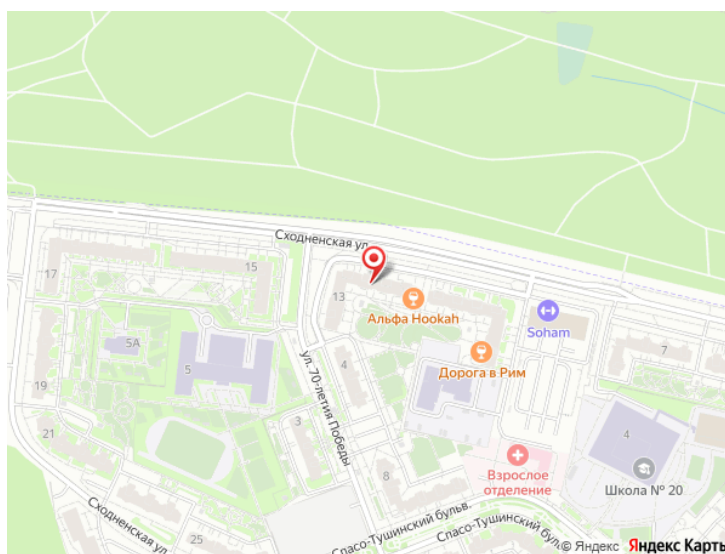 Сходненская ул.
17
15
13
Альфа Hookah
Soham
5А
5
4
Дорога в Рим
7
19
ул. 70-летия Победы
21
3
4
8
Взрослое
отделение
Школа № 20
Сходненская ул.
25
Спасо-Тушинский бульв.
Спасо-Тушинский бульв.
© Яндекс Яндекс Карты